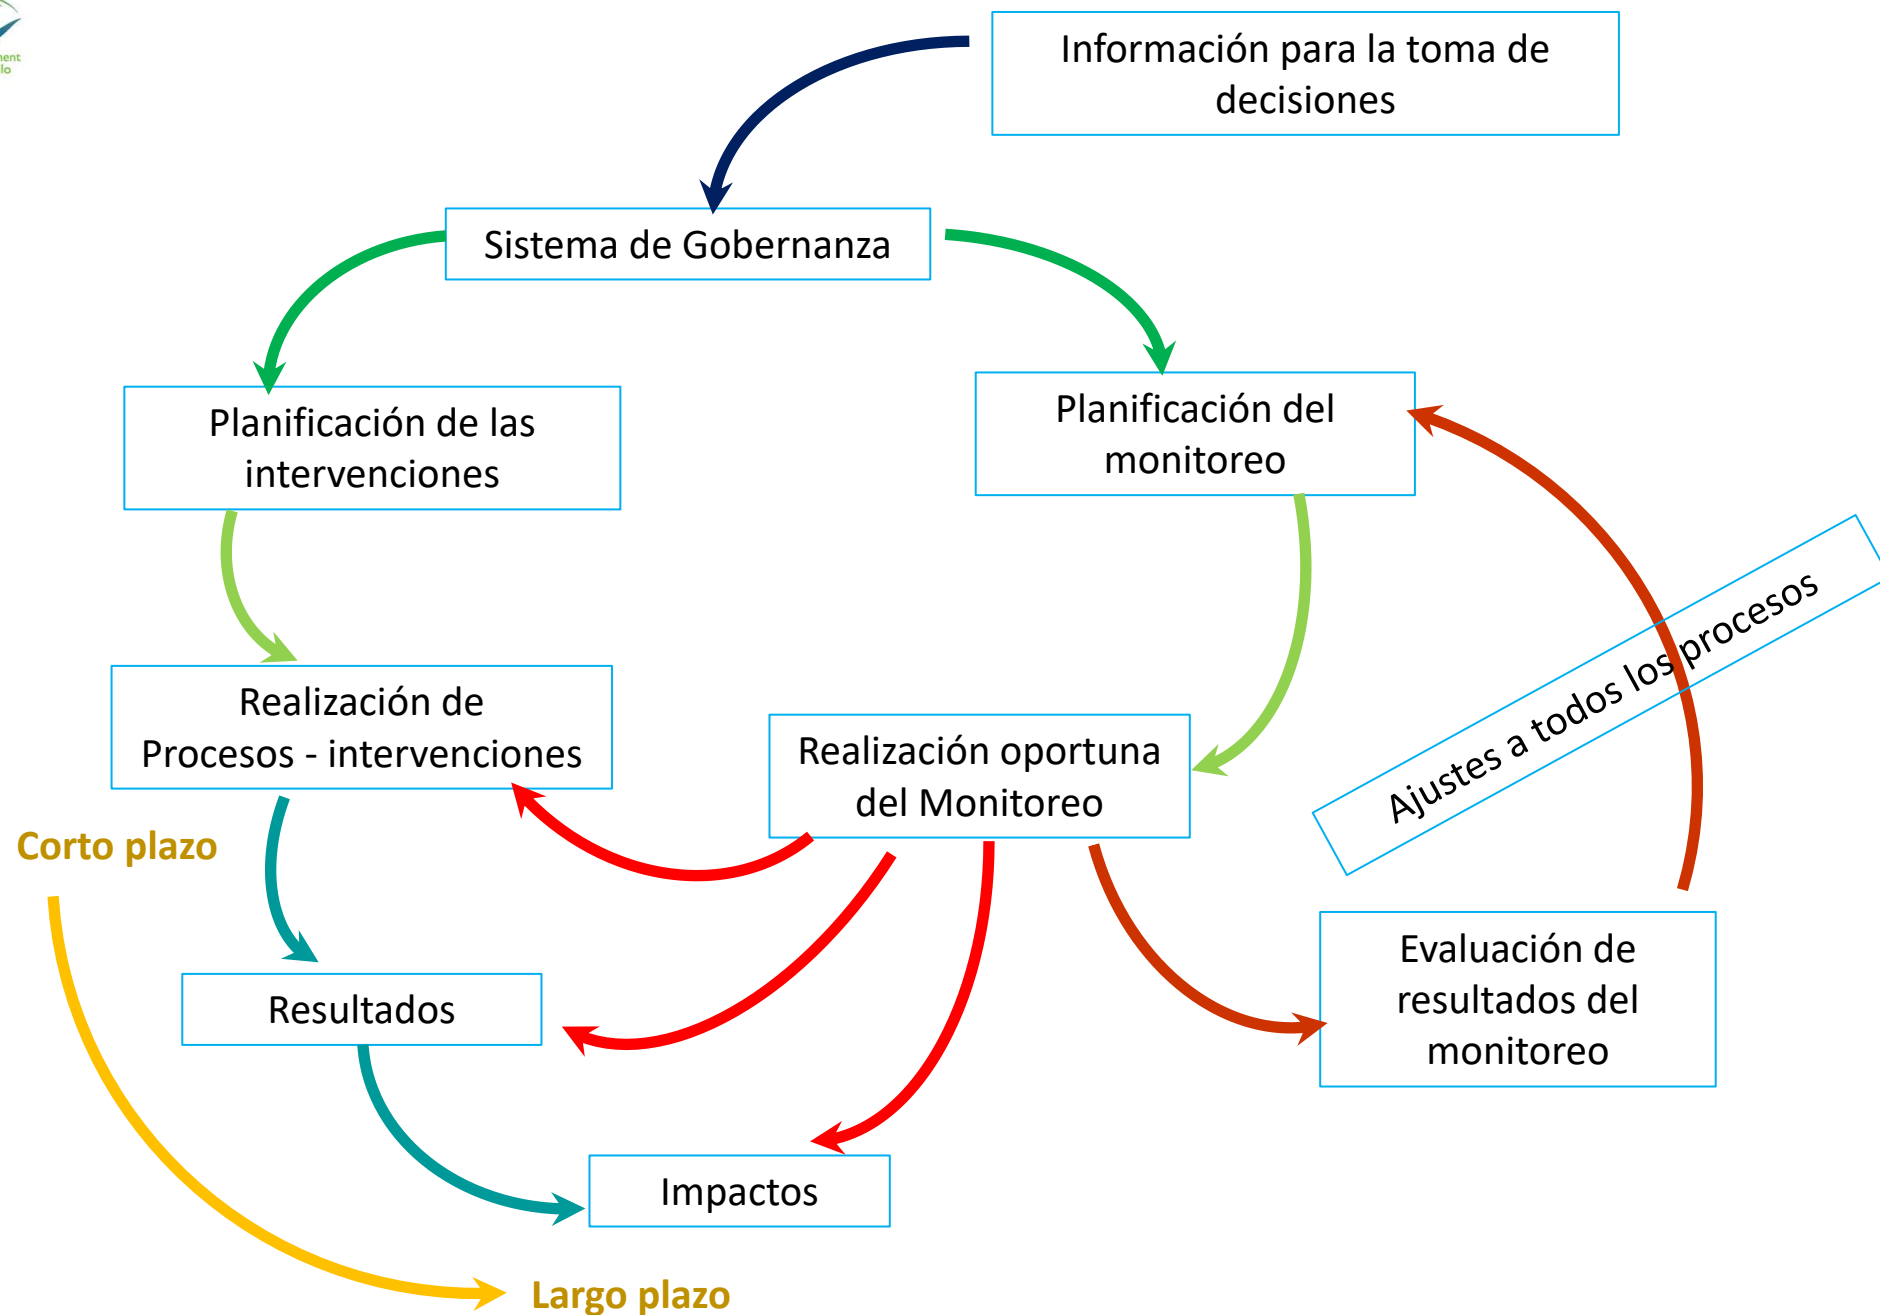 ment
lo
Información para la toma de
decisiones
Sistema de Gobernanza
Planificación de las
intervenciones
Planificación del
monitoreo
Ajustes a todos los procesos
Realización de
Procesos - intervenciones
Realización oportuna
del Monitoreo
Corto plazo
Evaluación de
resultados del
monitoreo
Resultados
Impactos
Largo plazo